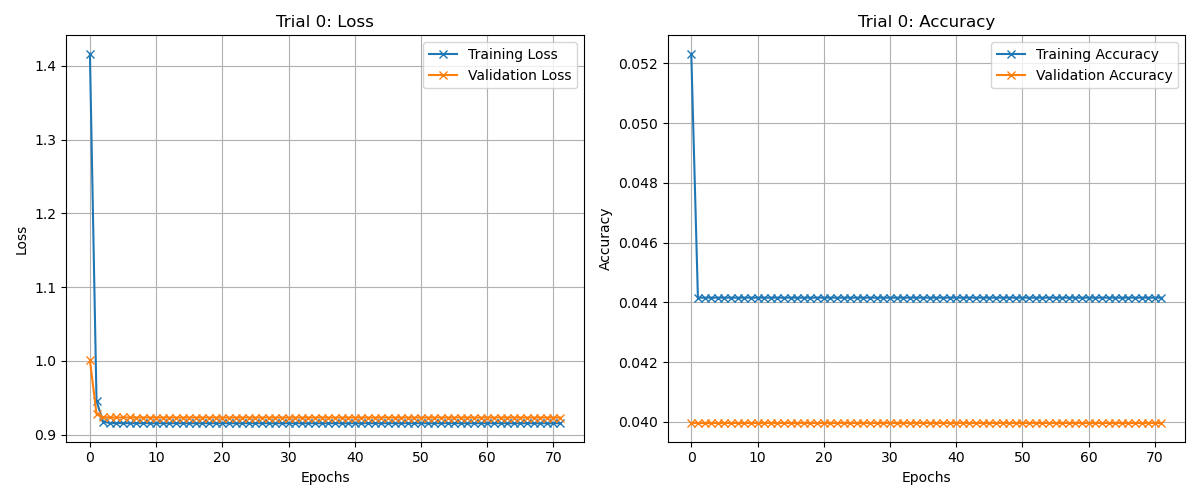 Trial 0: Loss
Training Loss
Validation Loss
1.4
1.3
1.2
1.1
1.0
0.9
Loss
0 10 20 30 40 50 60 70
Epochs
Trial 0: Accuracy
Training Accuracy
Validation Accuracy
0.052
0.050
0.048
0.046
0.044
0.042
0.040
Accuracy
0 10 20 30 40 50 60 70
Epochs